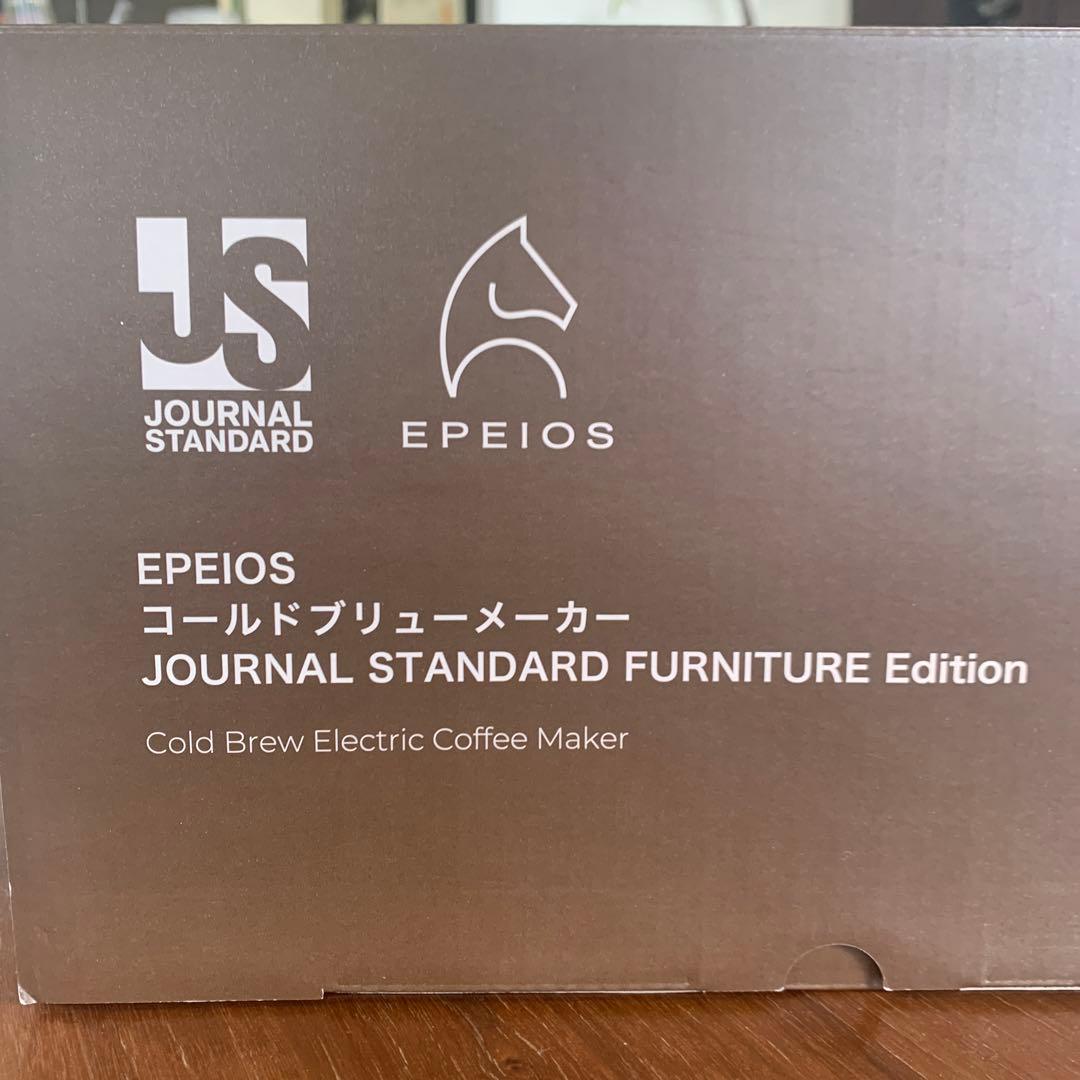 JS
JOURNAL
STANDARD
EPEIOS
EPEIOS
コールドブリューメーカー
JOURNAL STANDARD FURNITURE Edition
Cold Brew Electric Coffee Maker